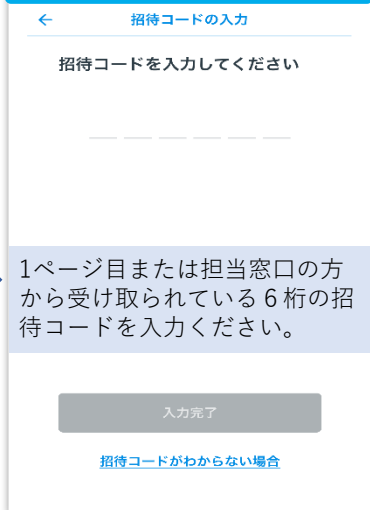 ←
招待コードの入力
招待コードを入力してください
1ページ目または担当窓口の方
から受け取られている６桁の招
待コードを入力ください。
入力完了
招待コードがわからない場合